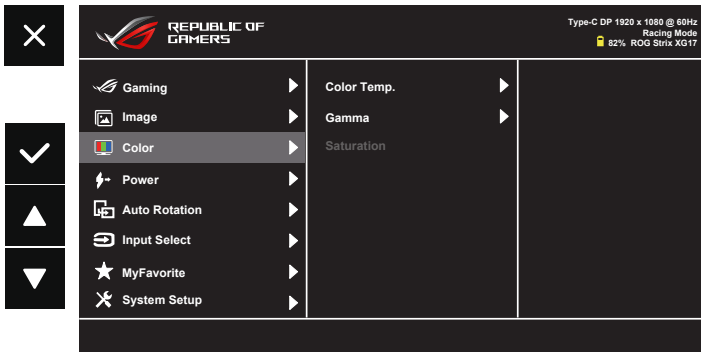 REPUBLIC OF
GAMERS
Type-C DP 1920 x 1080 @ 60Hz
Racing Mode
82% ROG Strix XG17
Gaming
Image
Color
Power
Auto Rotation
Input Select
MyFavorite
System Setup
Color Temp.
Gamma
Saturation